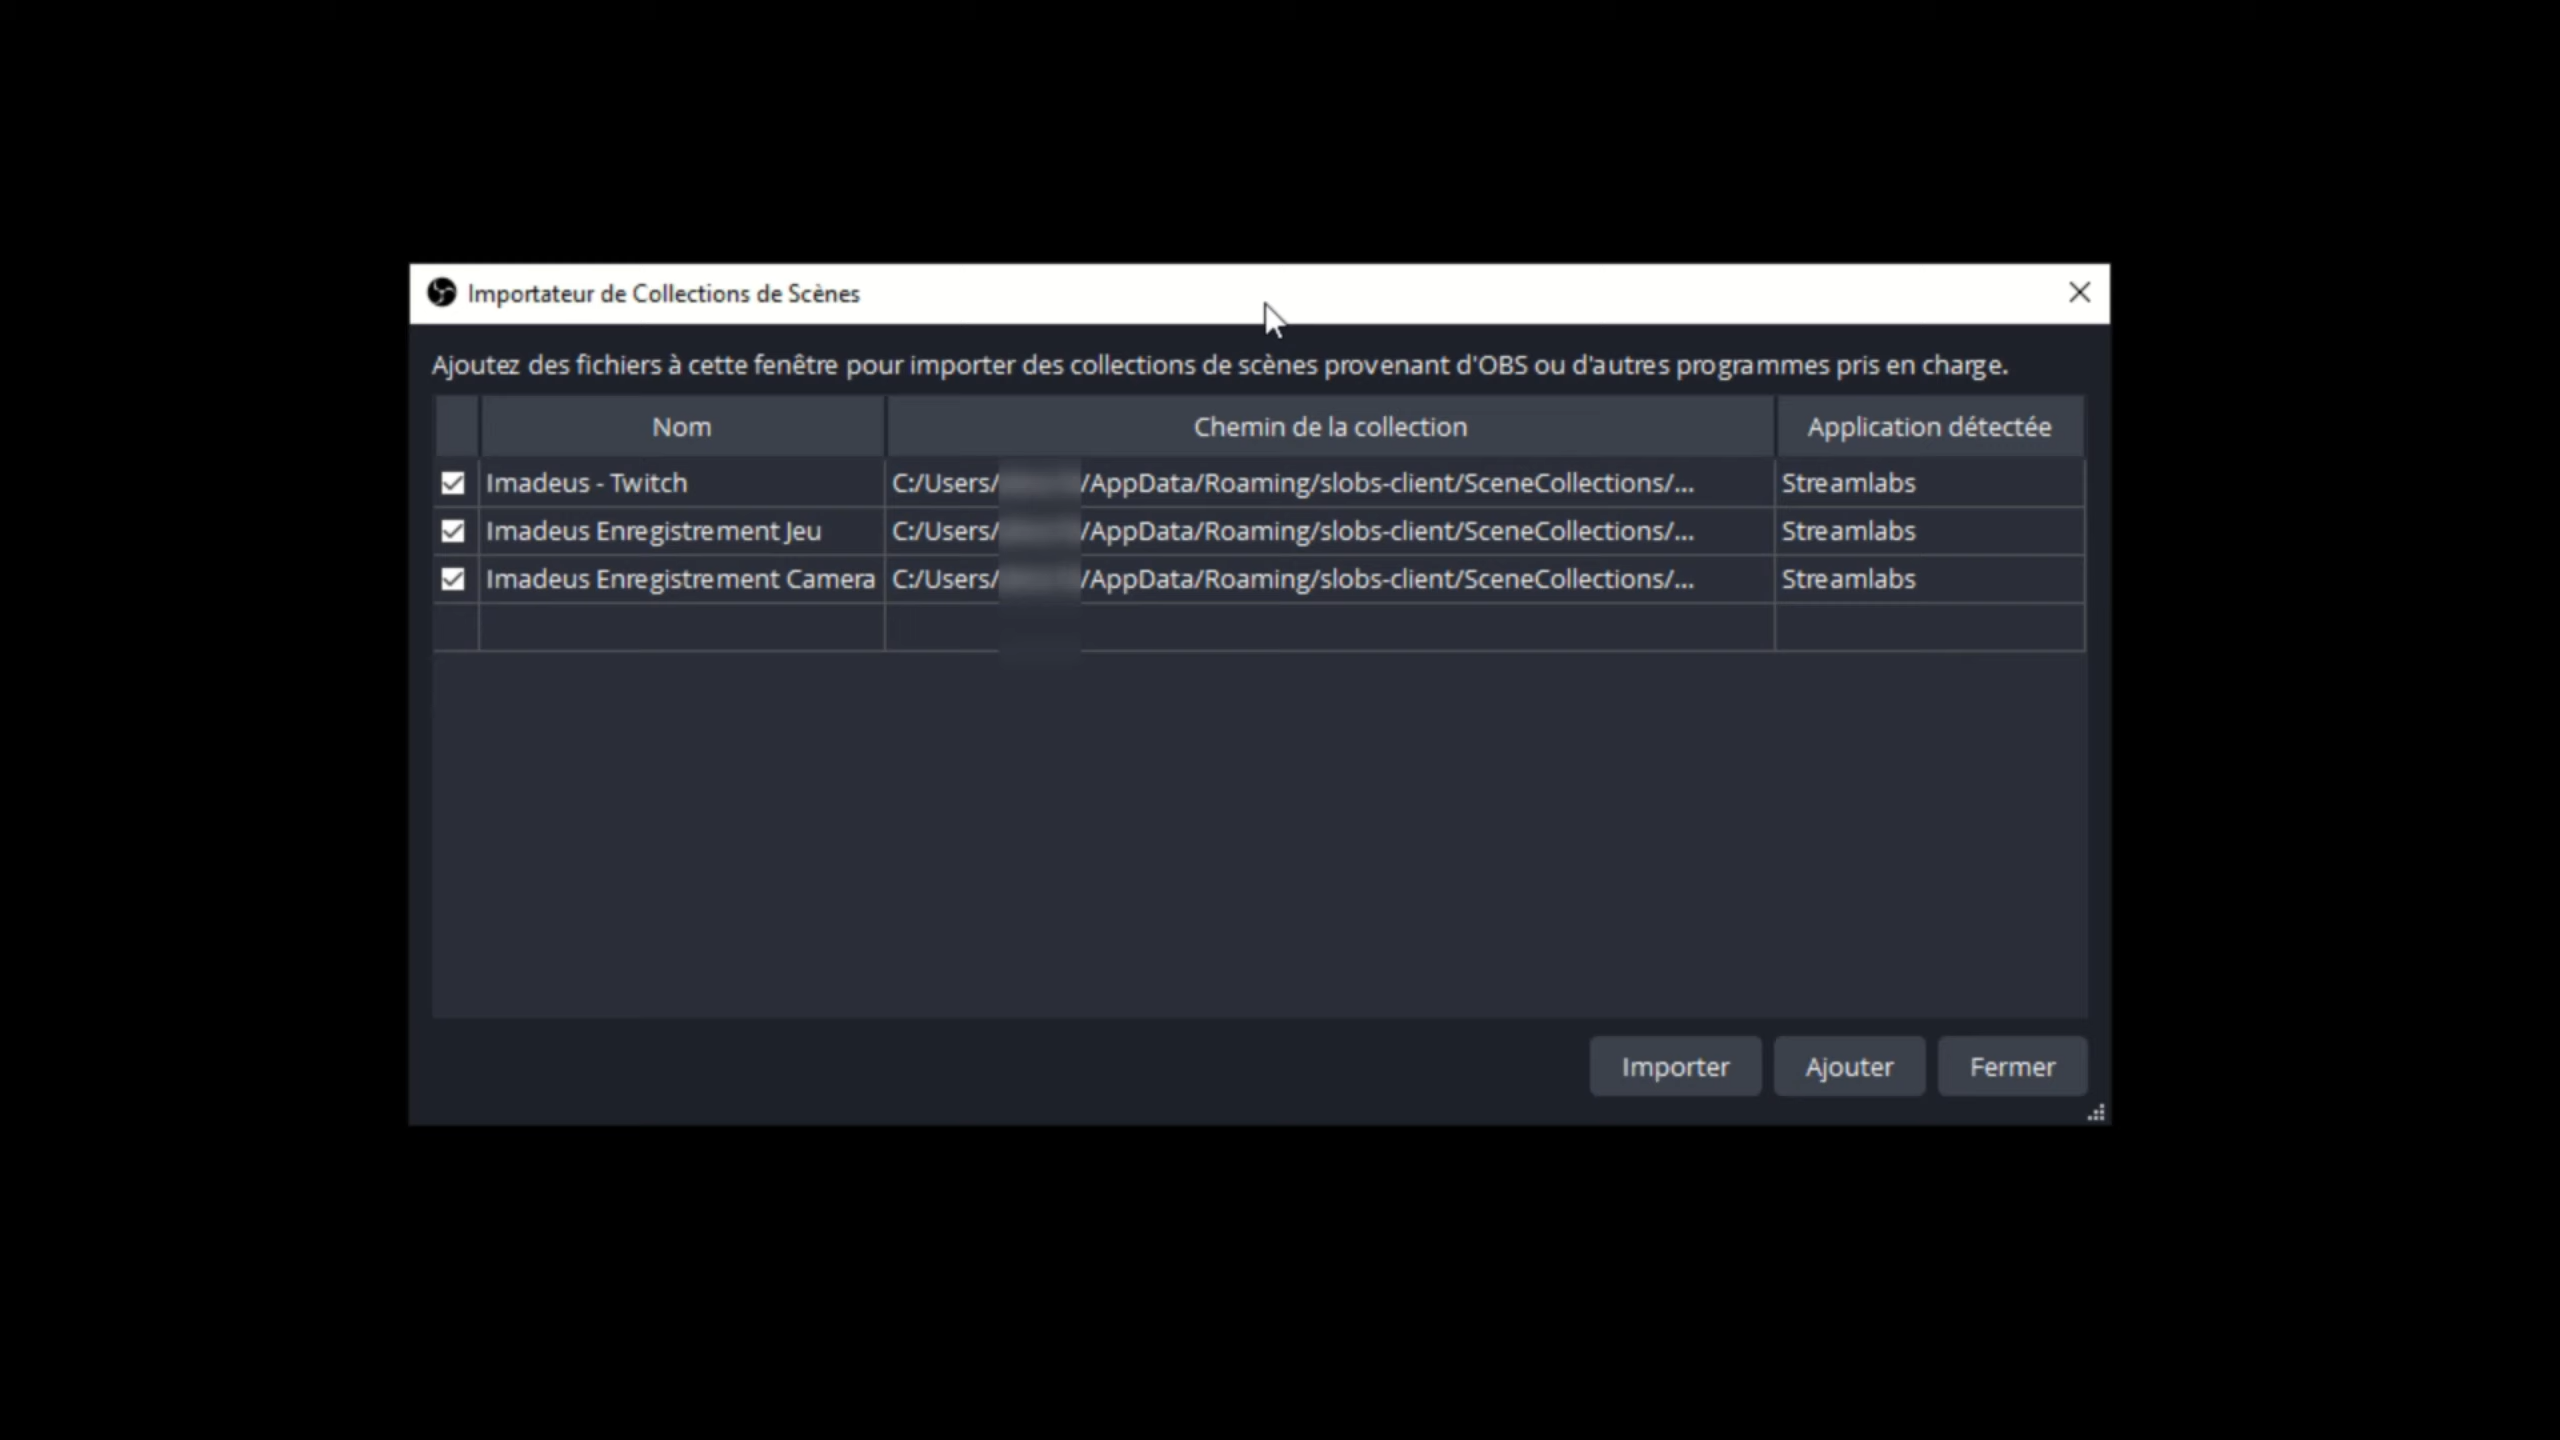 Importateur de Collections de Scènes
Ajoutez des fichiers à cette fenêtre pour importer des collections de scènes provenant d'OBS ou d'autres programmes pris en charge.
Nom Chemin de la collection Application détectée
Imadeus - Twitch C:/Users/ /AppData/Roaming/slobs-client/SceneCollections/... Streamlabs
Imadeus Enregistrement Jeu C:/Users/ /AppData/Roaming/slobs-client/SceneCollections/... Streamlabs
Imadeus Enregistrement Camera C:/Users/ /AppData/Roaming/slobs-client/SceneCollections/... Streamlabs
Importer Ajouter Fermer